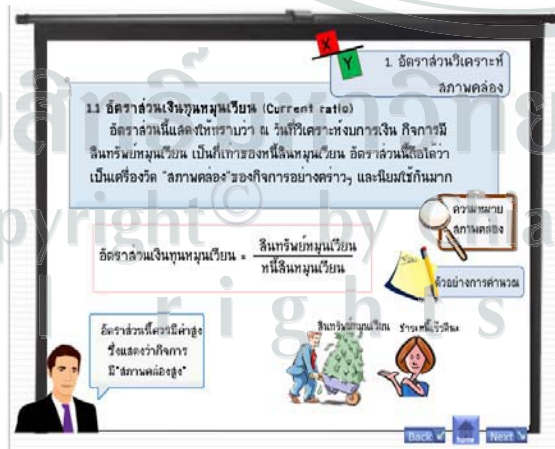 X
Y
1. อัตราส่วนวิเคราะห์
สภาพคล่อง
1.1 อัตราส่วนเงินทุนหมุนเวียน (Current ratio)
อัตราส่วนนี้แสดงให้ทราบว่า ณ วันที่วิเคราะห์งบการเงิน กิจการมี
สินทรัพย์หมุนเวียน เป็นกี่เท่าของหนี้สินหมุนเวียน อัตราส่วนนี้ถือได้ว่า
เป็นเครื่องวัด "สภาพคล่อง"ของกิจการอย่างคราวๆ และนิยมใช้กันมาก
ความหมาย
สภาพคล่อง
อัตราส่วนเงินทุนหมุนเวียน = สินทรัพย์หมุนเวียน
หนี้สินหมุนเวียน
ตัวอย่างการคำนวณ
อัตราส่วนนี้ควรมีค่าสูง
ซึ่งแสดงว่ากิจการ
มี"สภาพคล่องสูง"
สินทรัพย์หมุนเวียน ชำระหนี้เร็วดีนะ
Back home Next
copyright © by
rights